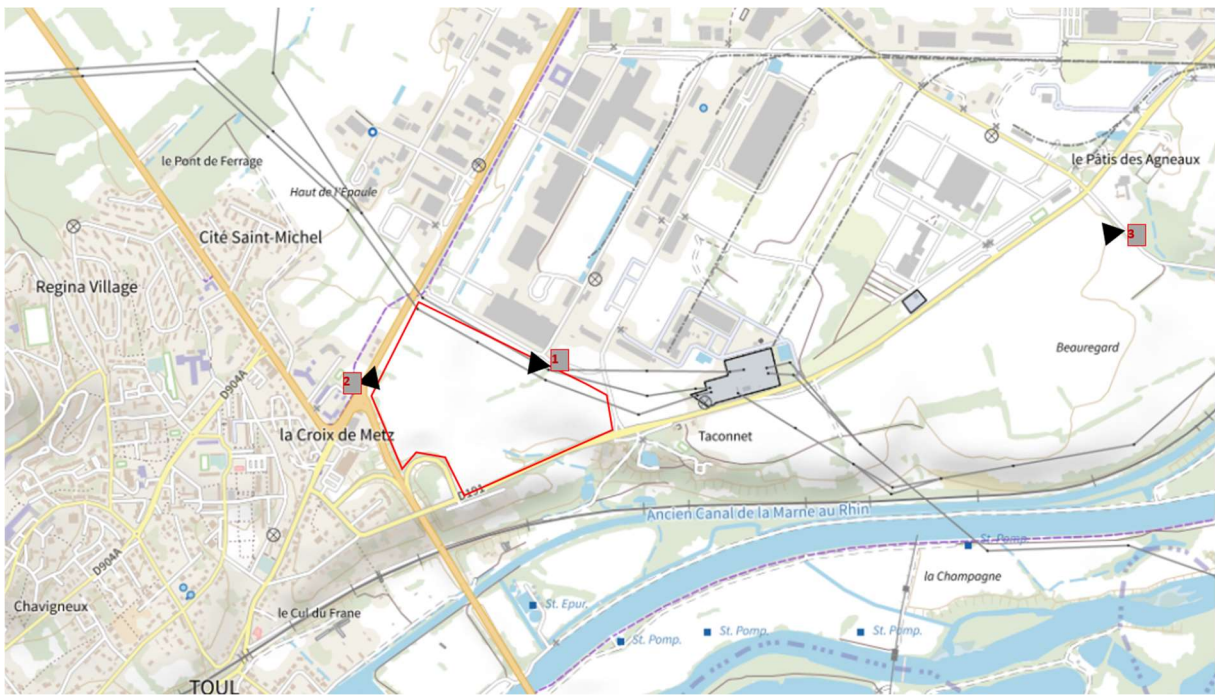 le Pont de Ferrage
le Pâtis des Agneaux
Haut de l'Épaule
Cité Saint-Michel
3
Regina Village
Beauregard
1
2
D904A
la Croix de Metz
Taconnet
D191
Ancien Canal de la Marne au Rhin
St. Pomp.
D904A
la Champagne
Chavigneux
le Cul du Frane
St. Epur.
St. Pomp.
St. Pomp.
St. Pomp.
TOUL